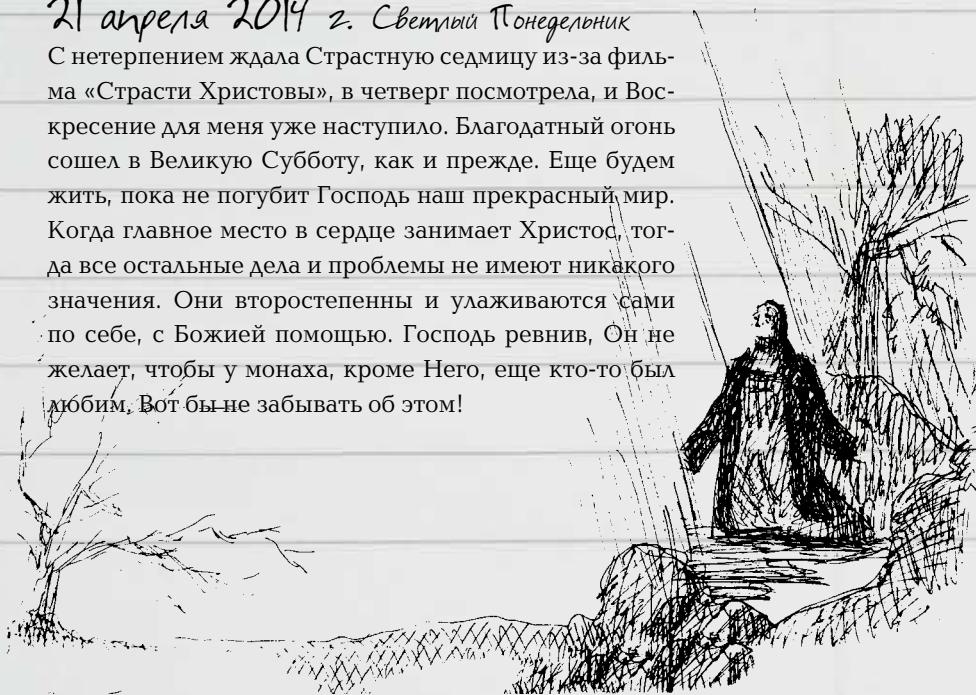 21 апреля 2014 г. Светлый Понедельник
С нетерпением ждала Страстную седмицу из-за филь-
ма «Страсти Христовы», в четверг посмотрела, и Вос-
кресение для меня уже наступило. Благодатный огонь
сошел в Великую Субботу, как и прежде. Еще будем
жить, пока не погубит Господь наш прекрасный мир.
Когда главное место в сердце занимает Христос, тог-
да все остальные дела и проблемы не имеют никакого
значения. Они второстепенны и улаживаются сами
по себе, с Божией помощью. Господь ревнив, Он не
желает, чтобы у монаха, кроме Него, еще кто-то был
любим. Вот бы не забывать об этом!